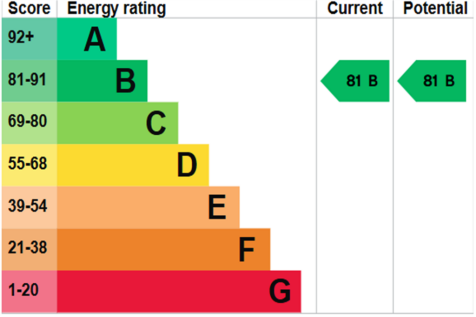 Score Energy rating Current Potential
92+ A
81-91 B 81 B 81 B
69-80 C
55-68 D
39-54 E
21-38 F
1-20 G